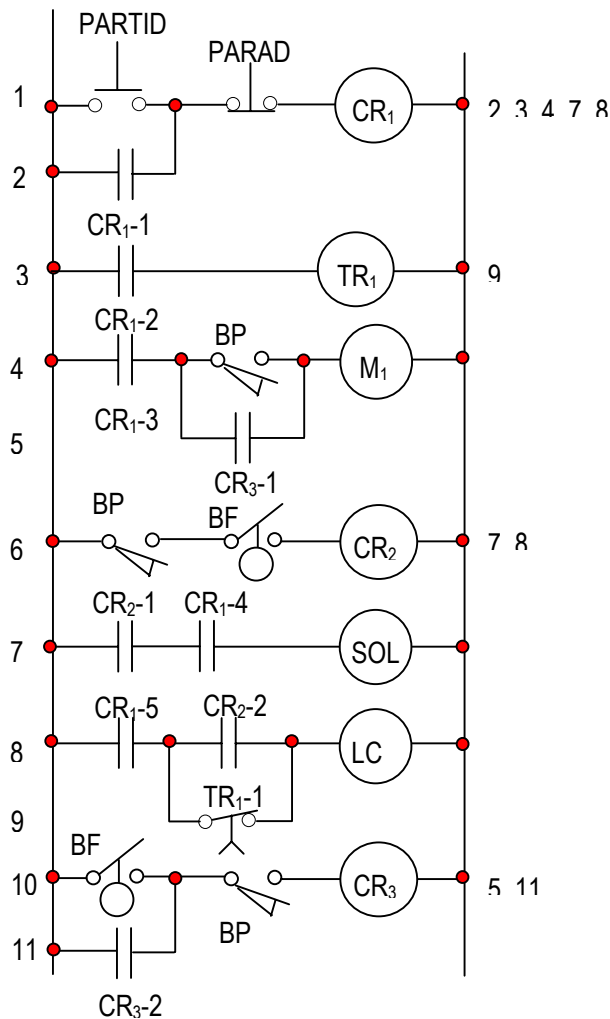 PARTID
PARAD
1 CR₁ 2 3 4 7 8
2
CR₁-1
3 TR₁ 9
CR₁-2 BP
4 M₁
CR₁-3
5
CR₃-1
BP BF
6 CR₂ 7 8
CR₂-1 CR₁-4
7 SOL
CR₁-5 CR₂-2
8 LC
TR₁-1
9
BF
10 CR₃ 5 11
BP
11
CR₃-2